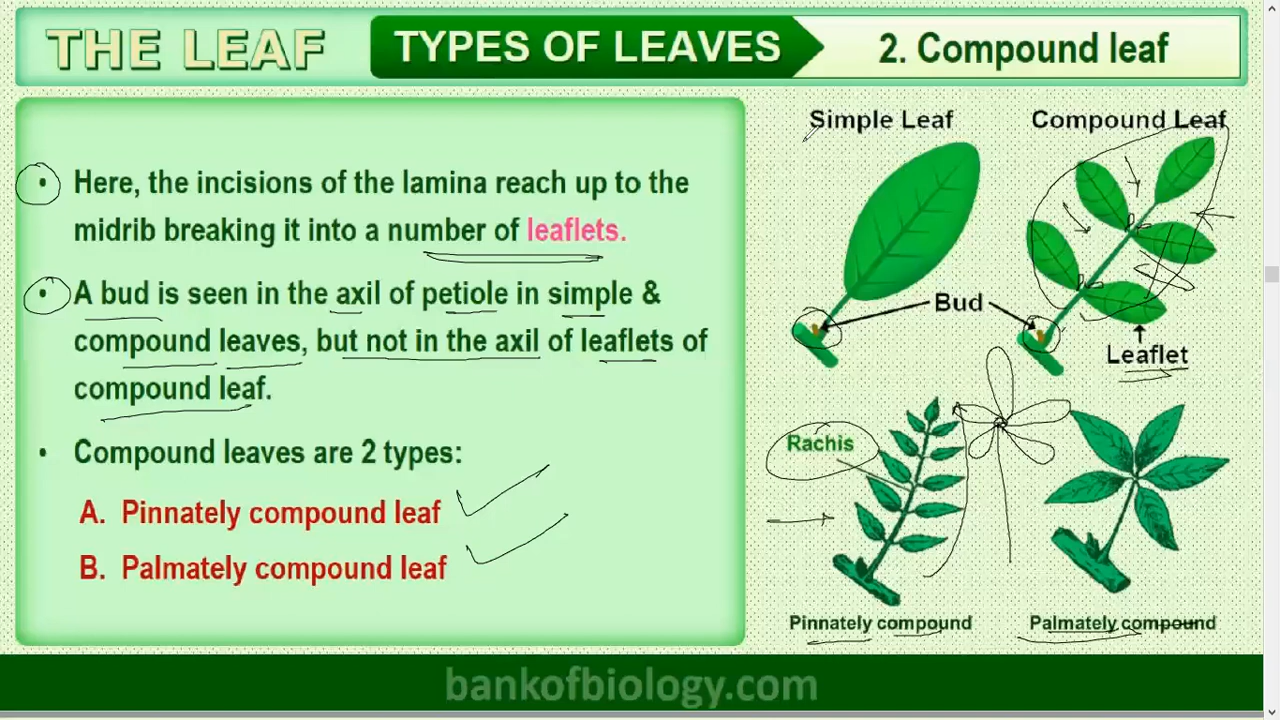 THE LEAF
TYPES OF LEAVES
2. Compound leaf
• Here, the incisions of the lamina reach up to the
midrib breaking it into a number of leaflets.
• A bud is seen in the axil of petiole in simple &
compound leaves, but not in the axil of leaflets of
compound leaf.
• Compound leaves are 2 types:
A. Pinnately compound leaf
B. Palmately compound leaf
Simple Leaf
Compound Leaf
Bud
Leaflet
Rachis
Pinnately compound
Palmately compound
bankofbiology.com